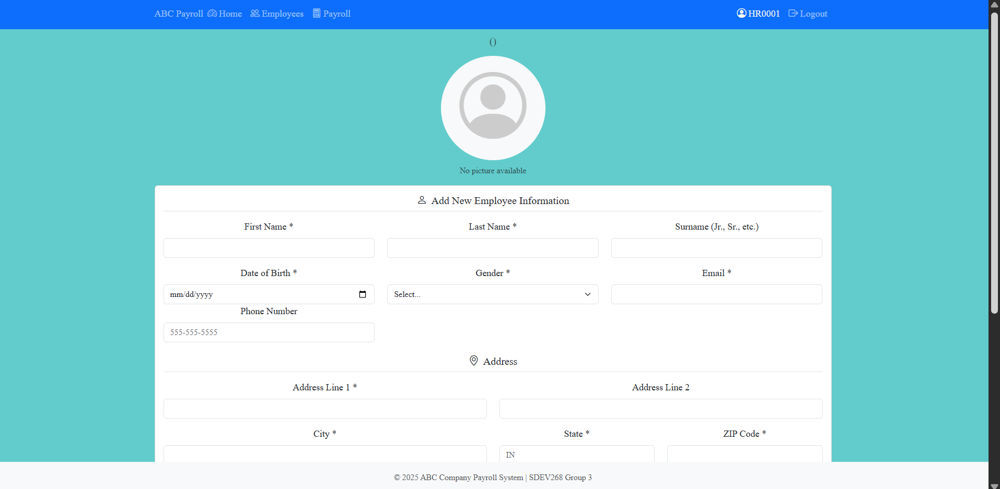 ABC Payroll Home Employees Payroll HR0001 Logout
()
No picture available
Add New Employee Information
First Name * Last Name * Surname (Jr., Sr., etc.)
Date of Birth * Gender * Email *
mm/dd/yyyy Select...
Phone Number
555-555-5555
Address
Address Line 1 * Address Line 2
City * State * ZIP Code *
IN
© 2025 ABC Company Payroll System | SDEV268 Group 3